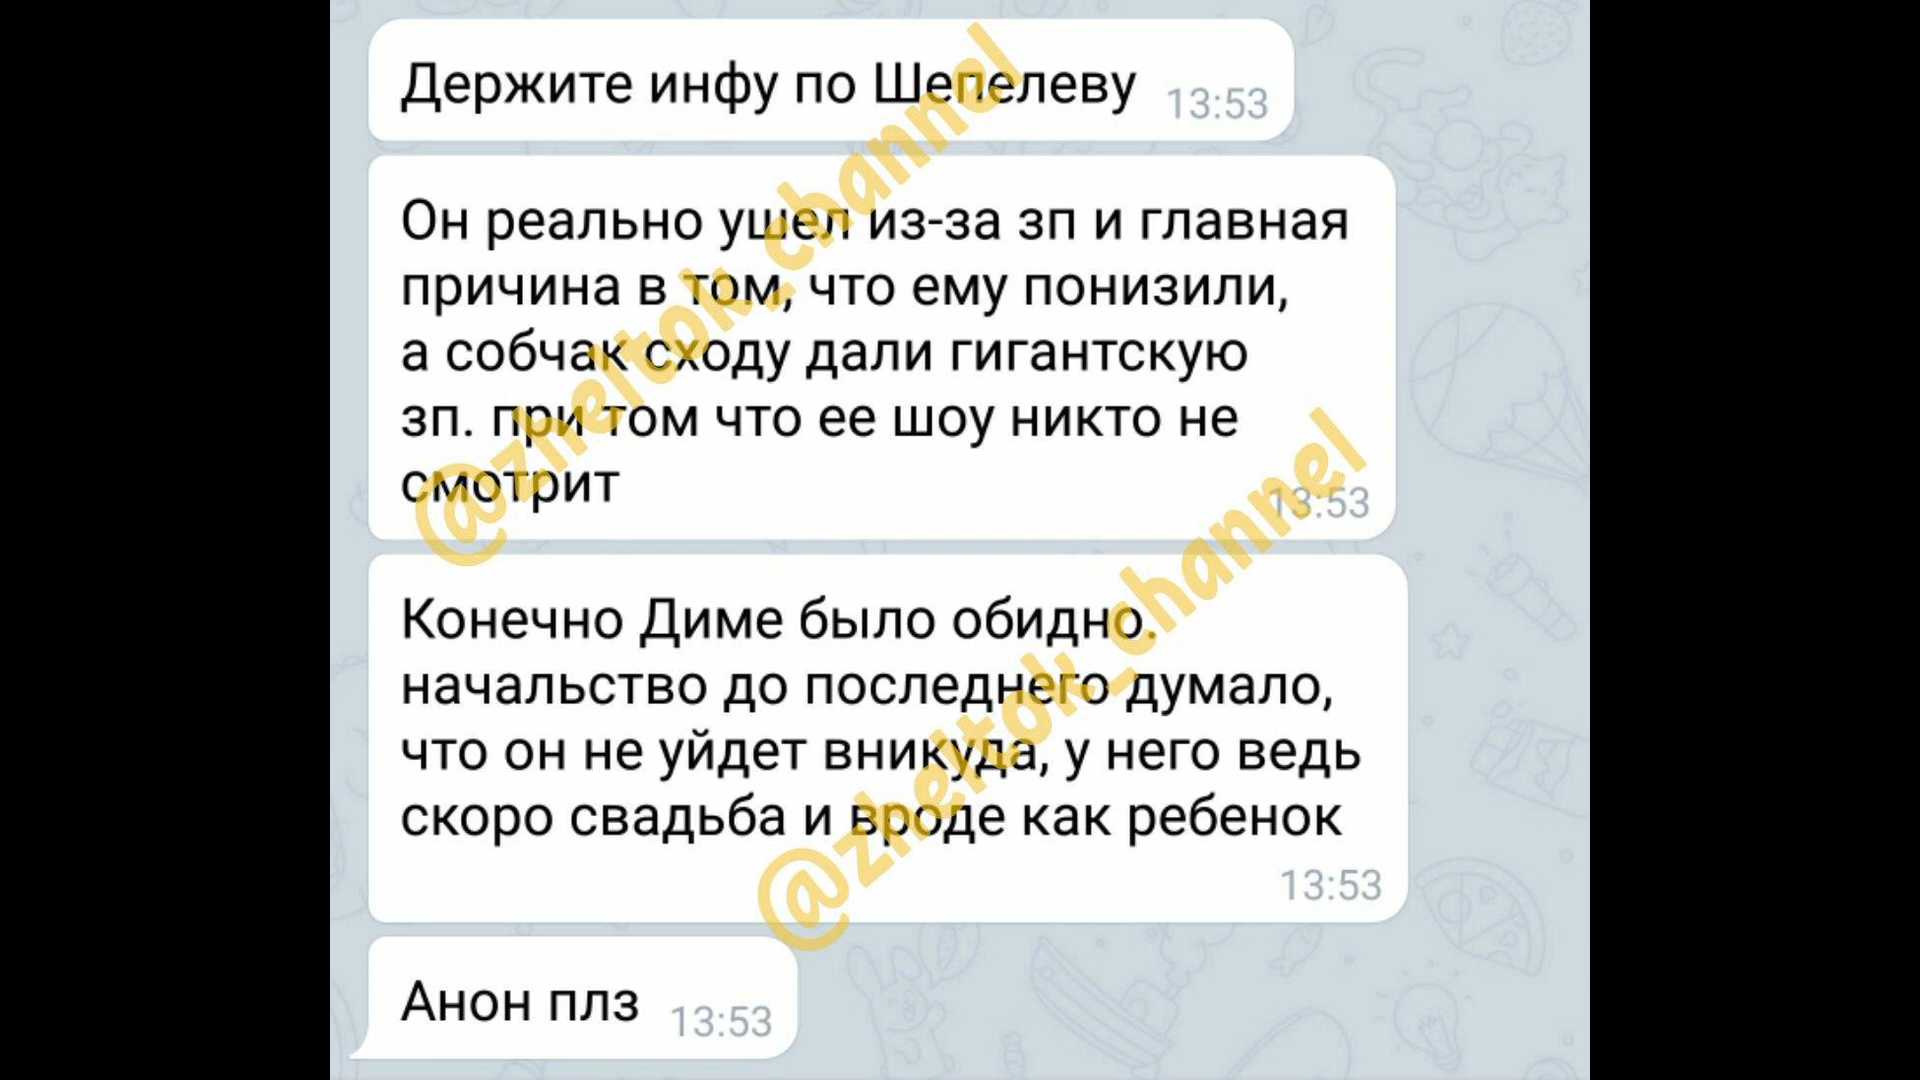 Держите инфу по Шепелеву 13:53
Он реально ушел из-за зп и главная
причина в том, что ему понизили,
а собчак сходу дали гигантскую
зп. при том что ее шоу никто не
смотрит 13:53
Конечно Диме было обидно.
начальство до последнего думало,
что он не уйдет вникуда, у него ведь
скоро свадьба и вроде как ребенок
13:53
Анон плз 13:53
@zheltok_channel
@zheltok_channel